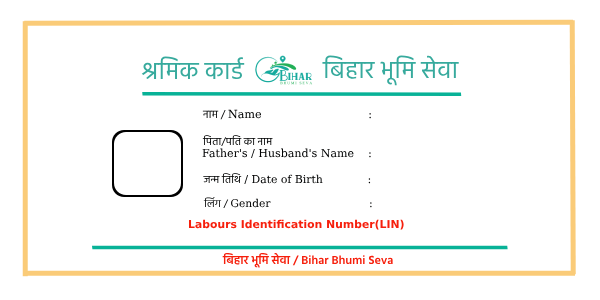 श्रमिक कार्ड BIHAR BHUMI SEVA बिहार भूमि सेवा
नाम / Name :
पिता/पति का नाम
Father's / Husband's Name :
जन्म तिथि / Date of Birth :
लिंग / Gender :
Labours Identification Number(LIN)
बिहार भूमि सेवा / Bihar Bhumi Seva